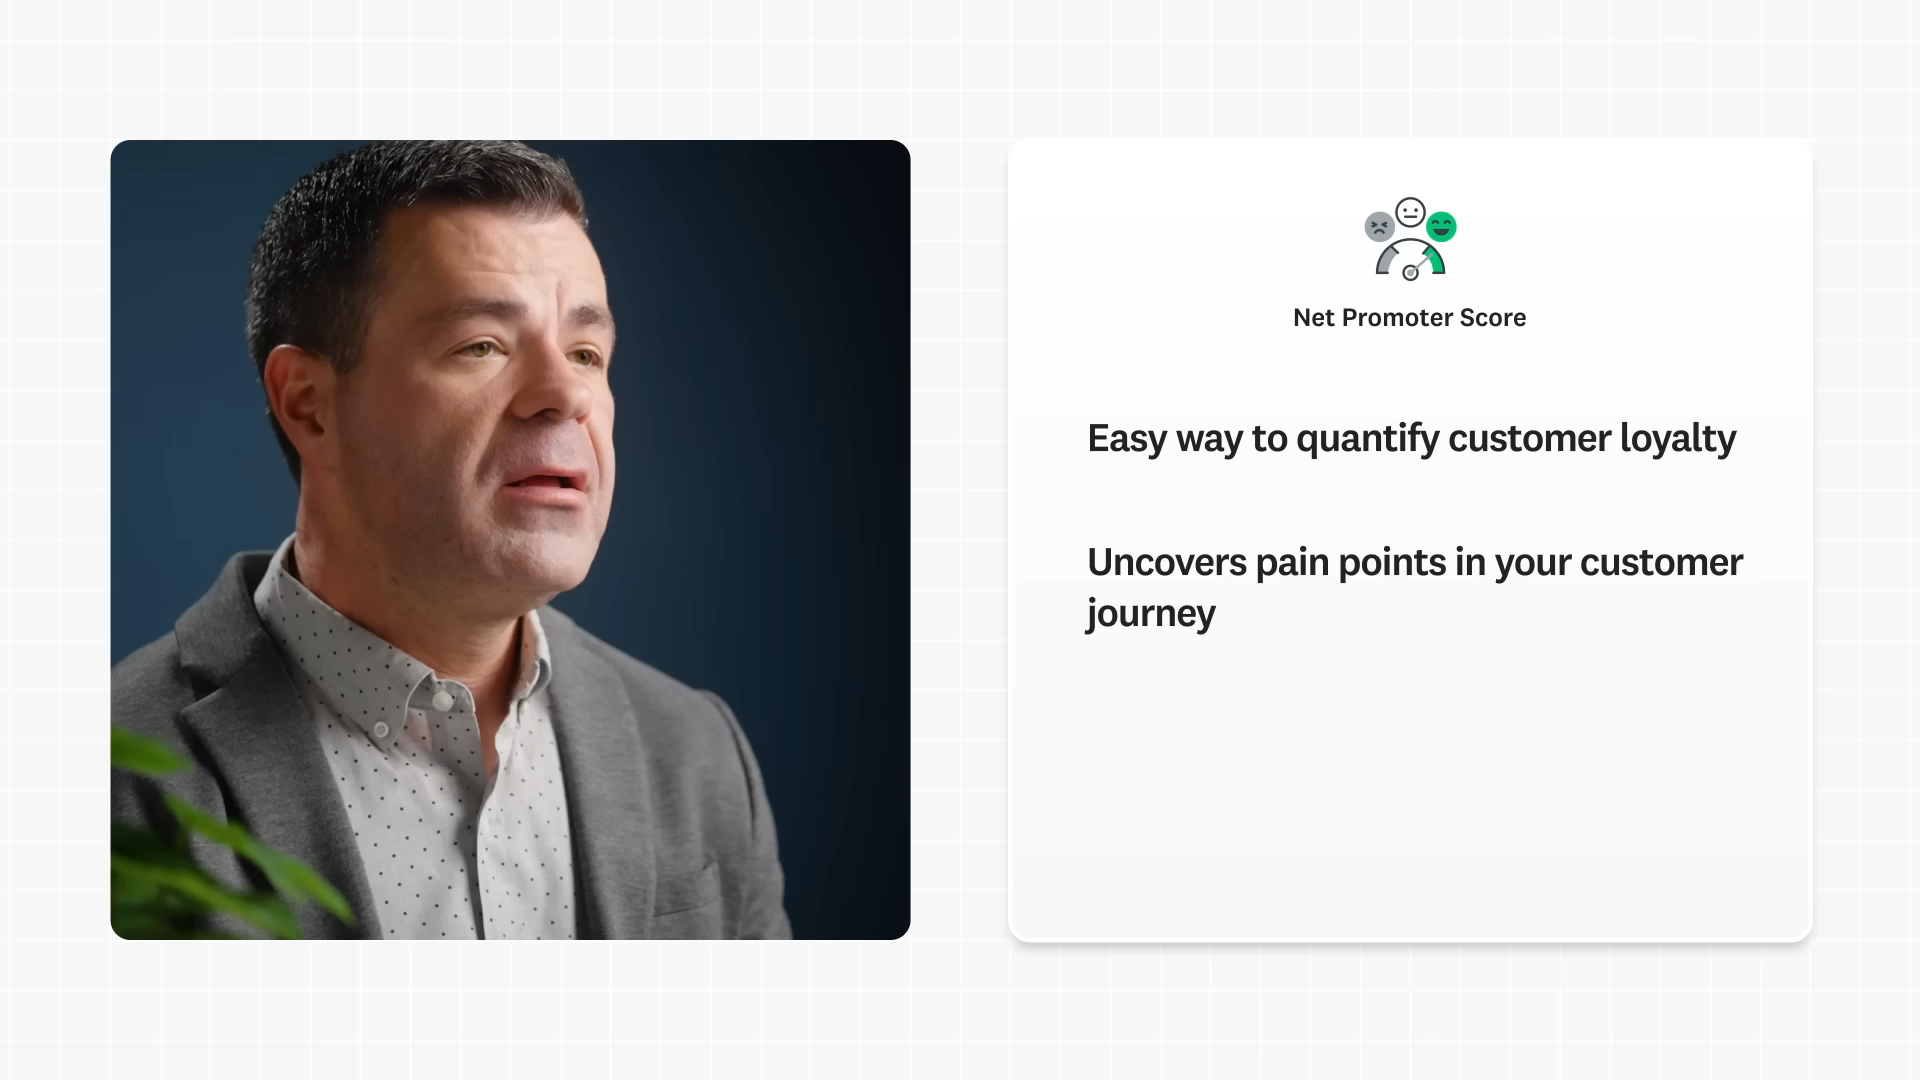 Net Promoter Score
Easy way to quantify customer loyalty
Uncovers pain points in your customer
journey